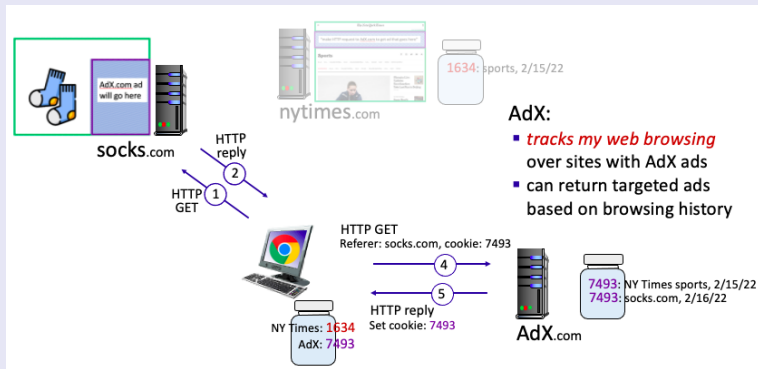 AdX.com ad
will go here
socks.com
nytimes.com
1634: sports, 2/15/22
HTTP
reply
2
1
HTTP
GET
AdX:
tracks my web browsing
over sites with AdX ads
can return targeted ads
based on browsing history
HTTP GET
Referer: socks.com, cookie: 7493
4
5
HTTP reply
Set cookie: 7493
NY Times: 1634
AdX: 7493
7493: NY Times sports, 2/15/22
7493: socks.com, 2/16/22
AdX.com